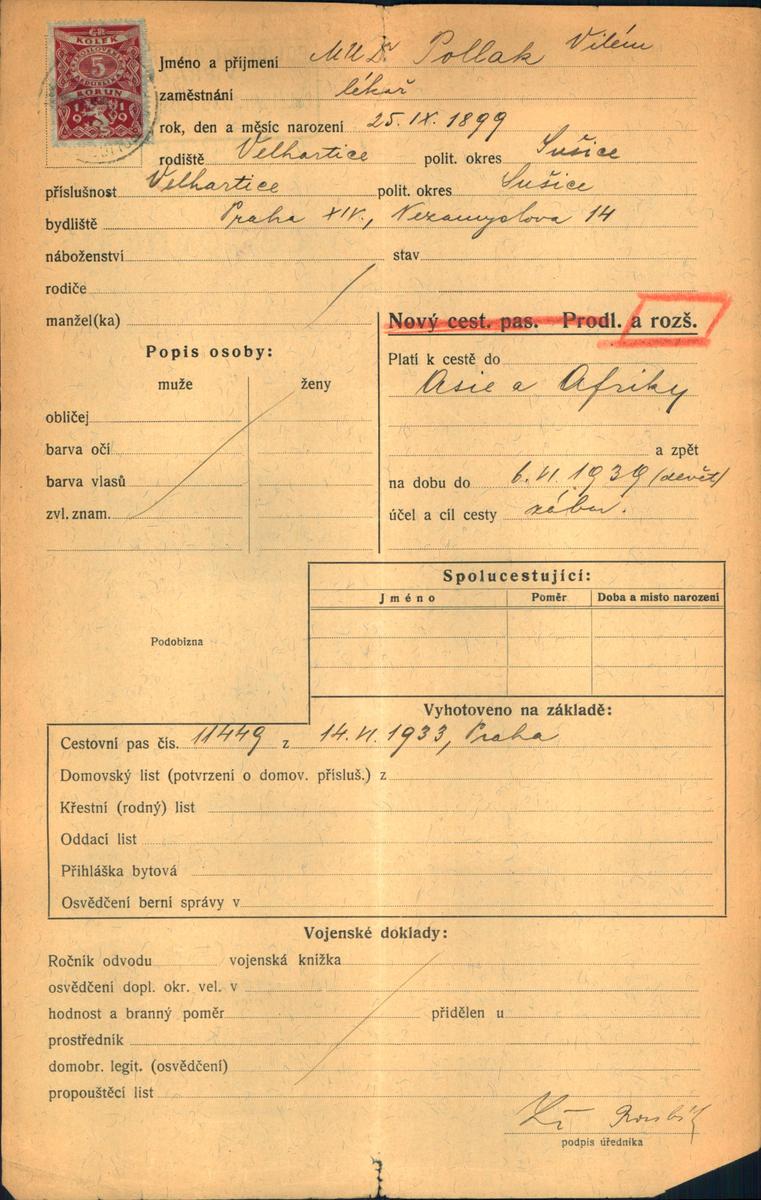 KOLEK
5
KORUN
1919
Jméno a příjmení MUDr Pollak Vilém
zaměstnání lékař
rok, den a měsíc narození 25. IX. 1899
rodiště Velhartice polit. okres Sušice
příslušnost Velhartice polit. okres Sušice
bydliště Praha XIV., Nezamyslova 14
náboženství stav
rodiče
manžel(ka)
Nový cest. pas. Prodl. a rozš.
Popis osoby:
Platí k cestě do
muže ženy
Asie a Afriky
obličej
barva očí a zpět
barva vlasů na dobu do 6. VI. 1939 (devět)
zvl. znam. účel a cíl cesty zábav.
Spolucestující:
Jméno Poměr Doba a místo narození
Podobizna
Vyhotoveno na základě:
Cestovní pas čís. 11449 z 14. VI. 1933, Praha
Domovský list (potvrzení o domov. přísluš.) z
Křestní (rodný) list
Oddací list
Přihláška bytová
Osvědčení berní správy v
Vojenské doklady:
Ročník odvodu vojenská knížka
osvědčení dopl. okr. vel. v
hodnost a branný poměr přidělen u
prostředník
domobr. legit. (osvědčení)
propouštěcí list
podpis úředníka